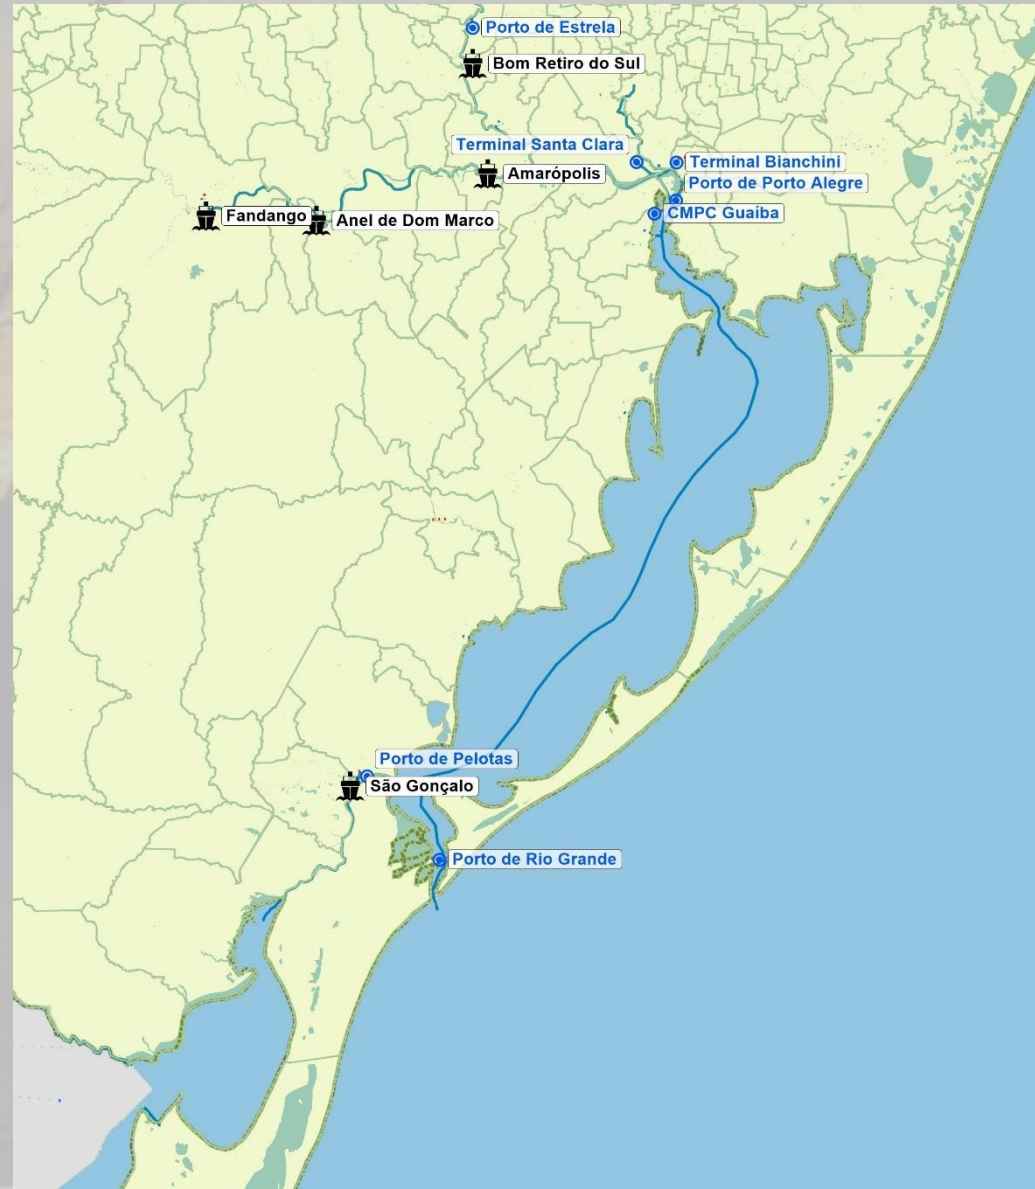 Porto de Estrela
Bom Retiro do Sul
Terminal Santa Clara
Terminal Bianchini
Amarópolis
Porto de Porto Alegre
Fandango
Anel de Dom Marco
CMPC Guaíba
Porto de Pelotas
São Gonçalo
Porto de Rio Grande